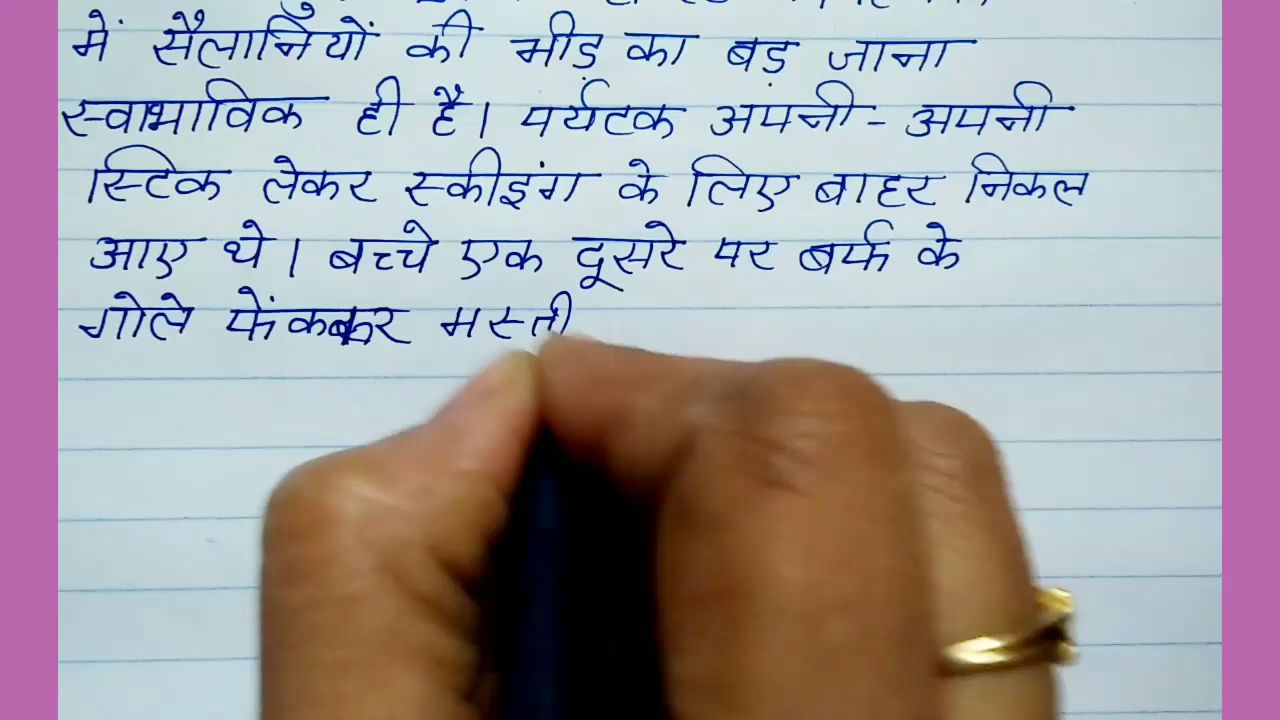 में सैलानियों की भीड़ का बड़ जाना
स्वाभाविक ही है। पर्यटक अपनी - अपनी
स्टिक लेकर स्कीइंग के लिए बाहर निकल
आए थे। बच्चे एक दूसरे पर बर्फ के
गोले फेंककर मस्ती